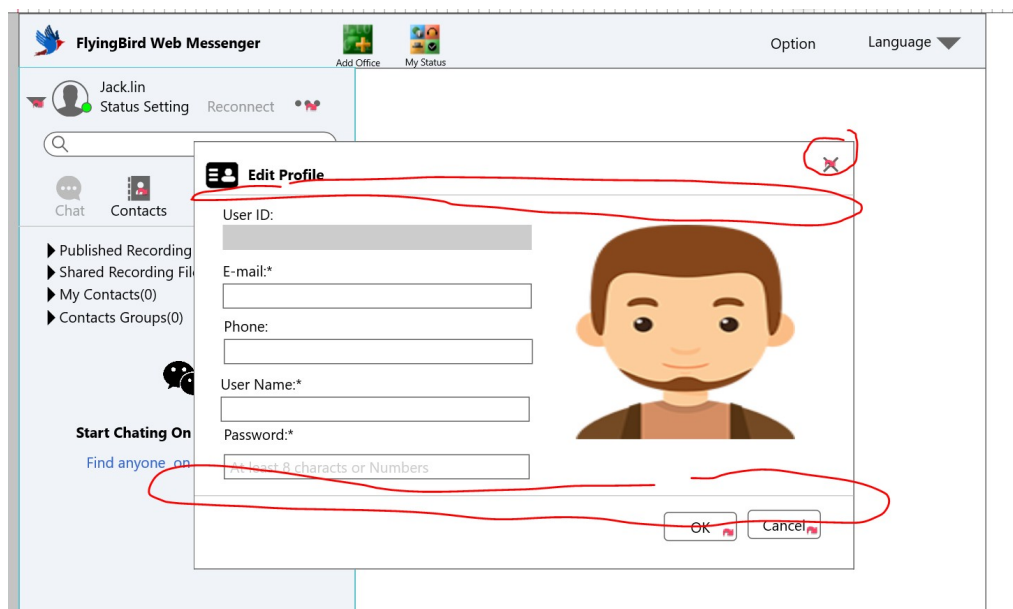 FlyingBird Web Messenger
Add Office
My Status
Option
Language
Jack.lin
Status Setting
Reconnect
Chat
Contacts
Published Recording
Shared Recording Fil
My Contacts(0)
Contacts Groups(0)
Start Chating On
Find anyone on
Edit Profile
User ID:
E-mail:*
Phone:
User Name:*
Password:*
At least 8 characts or Numbers
OK
Cancel